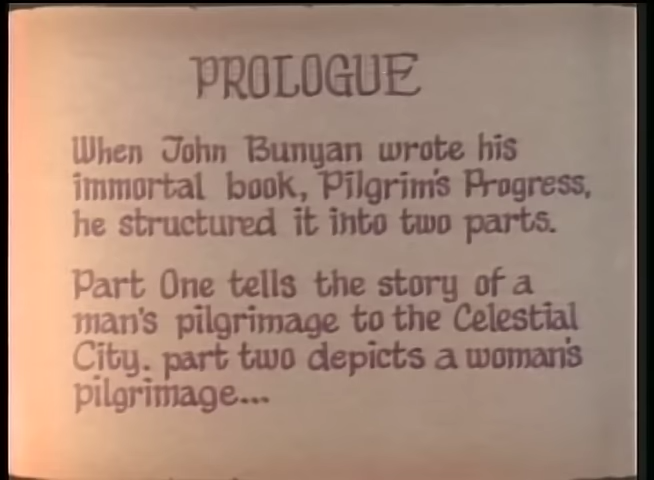 PROLOGUE
When John Bunyan wrote his
immortal book, Pilgrim's Progress,
he structured it into two parts.
Part One tells the story of a
man's pilgrimage to the Celestial
City. part two depicts a woman's
pilgrimage...